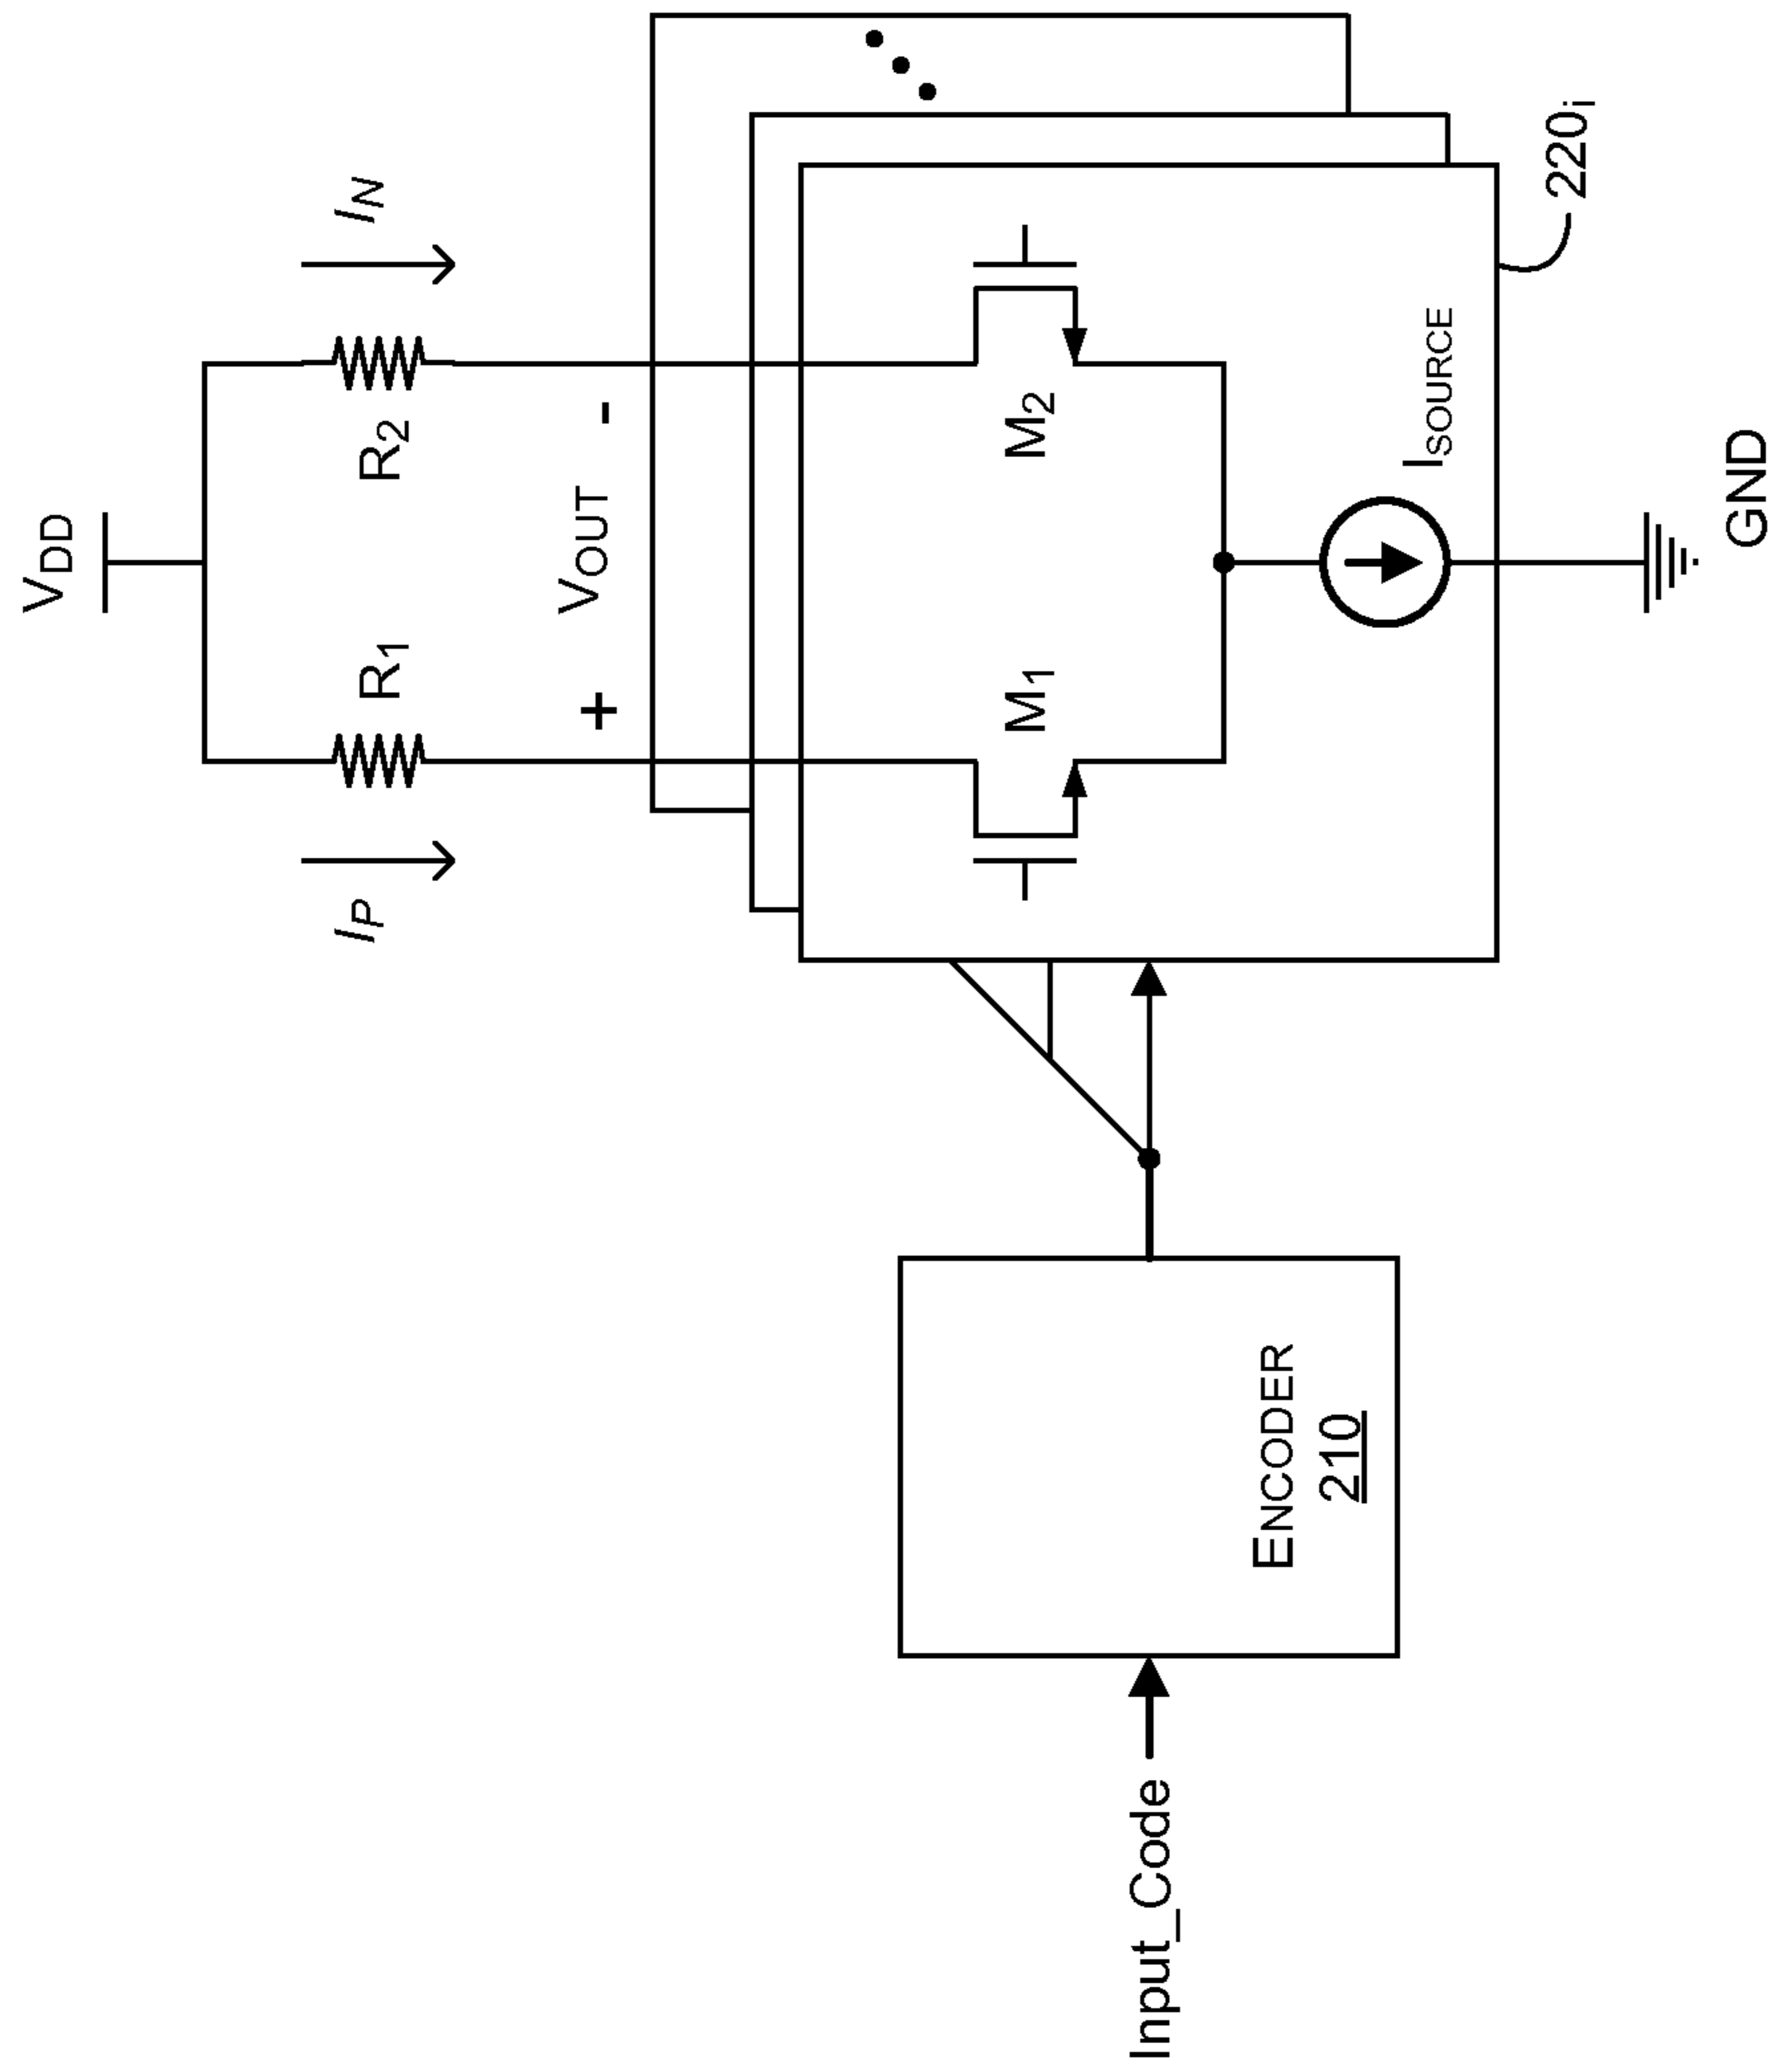 VDD
R1
R2
IP
IN
+
VOUT
-
M1
M2
ISOURCE
220i
GND
Input_Code
ENCODER
210